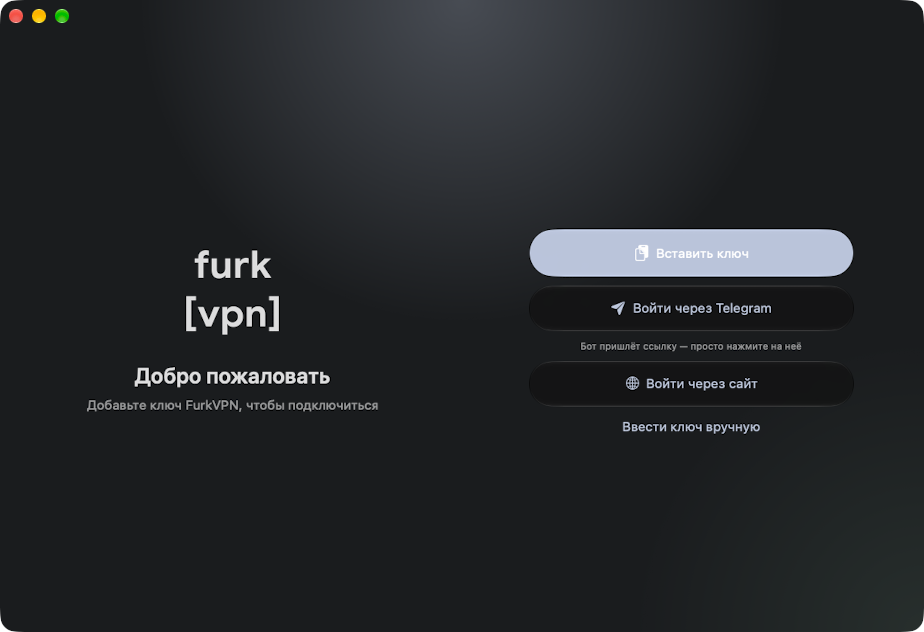 furk
[vpn]
Добро пожаловать
Добавьте ключ FurkVPN, чтобы подключиться
Вставить ключ
Войти через Telegram
Бот пришлёт ссылку — просто нажмите на неё
Войти через сайт
Ввести ключ вручную